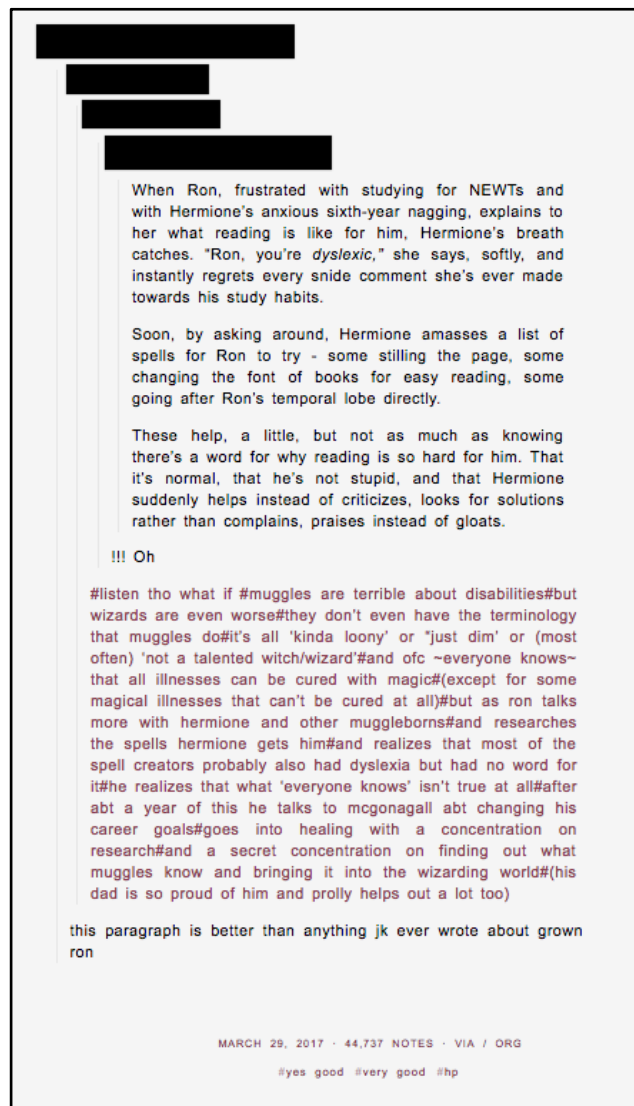 When Ron, frustrated with studying for NEWTs and
with Hermione's anxious sixth-year nagging, explains to
her what reading is like for him, Hermione's breath
catches. "Ron, you're dyslexic," she says, softly, and
instantly regrets every snide comment she's ever made
towards his study habits.
Soon, by asking around, Hermione amasses a list of
spells for Ron to try - some stilling the page, some
changing the font of books for easy reading, some
going after Ron's temporal lobe directly.
These help, a little, but not as much as knowing
there's a word for why reading is so hard for him. That
it's normal, that he's not stupid, and that Hermione
suddenly helps instead of criticizes, looks for solutions
rather than complains, praises instead of gloats.
!!! Oh
#listen tho what if #muggles are terrible about disabilities#but
wizards are even worse#they don't even have the terminology
that muggles do#it's all 'kinda loony' or "just dim' or (most
often) 'not a talented witch/wizard'#and ofc ~everyone knows~
that all illnesses can be cured with magic#(except for some
magical illnesses that can't be cured at all)#but as ron talks
more with hermione and other muggleborns#and researches
the spells hermione gets him#and realizes that most of the
spell creators probably also had dyslexia but had no word for
it#he realizes that what 'everyone knows' isn't true at all#after
abt a year of this he talks to mcgonagall abt changing his
career goals#goes into healing with a concentration on
research#and a secret concentration on finding out what
muggles know and bringing it into the wizarding world#(his
dad is so proud of him and prolly helps out a lot too)
this paragraph is better than anything jk ever wrote about grown
ron
MARCH 29, 2017 · 44,737 NOTES · VIA / ORG
#yes good #very good #hp